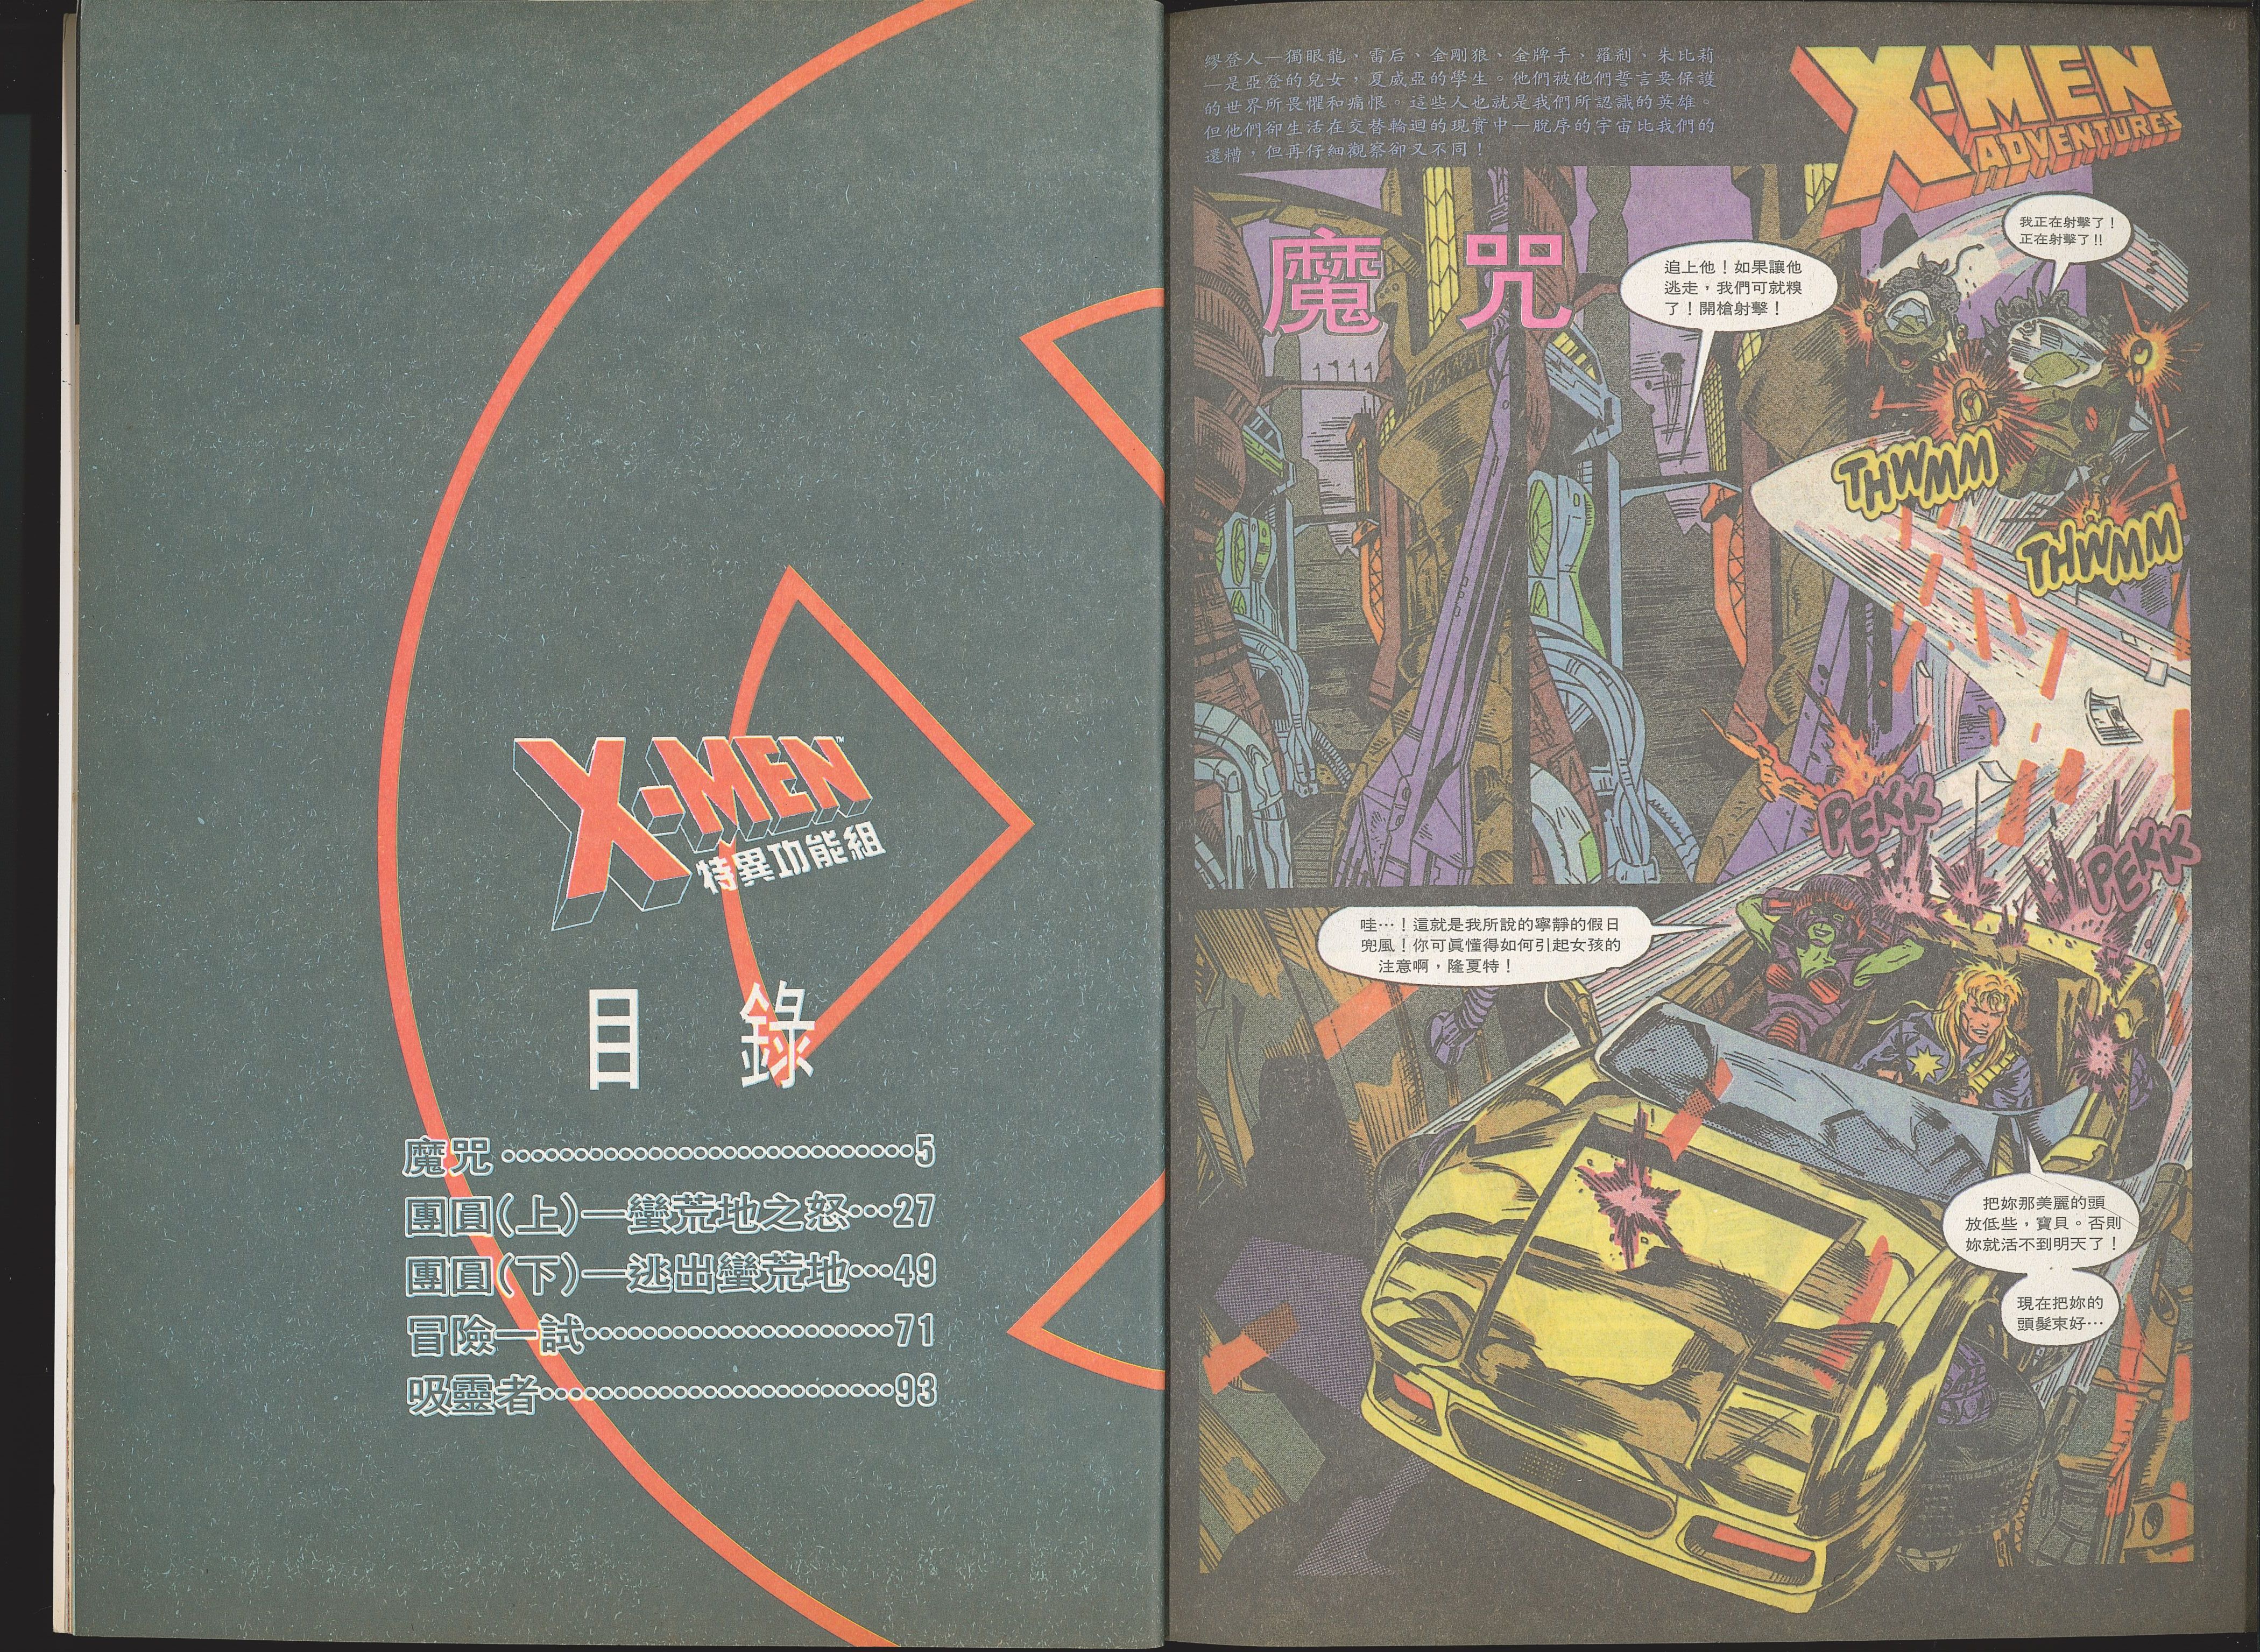 X-MEN™
特異功能組
目 錄
魔咒…………………………5
團圓(上)—蠻荒地之怒…27
團圓(下)—逃出蠻荒地…49
冒險一試……………………71
吸靈者………………………93
繆登人—獨眼龍、雷后、金剛狼、金牌手、羅剎、朱比莉
—是亞登的兒女,夏威亞的學生。他們被他們誓言要保護
的世界所畏懼和痛恨。這些人也就是我們所認識的英雄。
但他們卻生活在交替輪迴的現實中—脫序的宇宙比我們的
還糟,但再仔細觀察卻又不同!
X-MEN
ADVENTURES
魔 咒
我正在射擊了!
正在射擊了!!
追上他!如果讓他
逃走,我們可就糗
了!開槍射擊!
THWMM
THWMM
PEKK
PEKK
哇…!這就是我所說的寧靜的假日
兜風!你可真懂得如何引起女孩的
注意啊,隆夏特!
把妳那美麗的頭
放低些,寶貝。否則
妳就活不到明天了!
現在把妳的
頭髮束好…